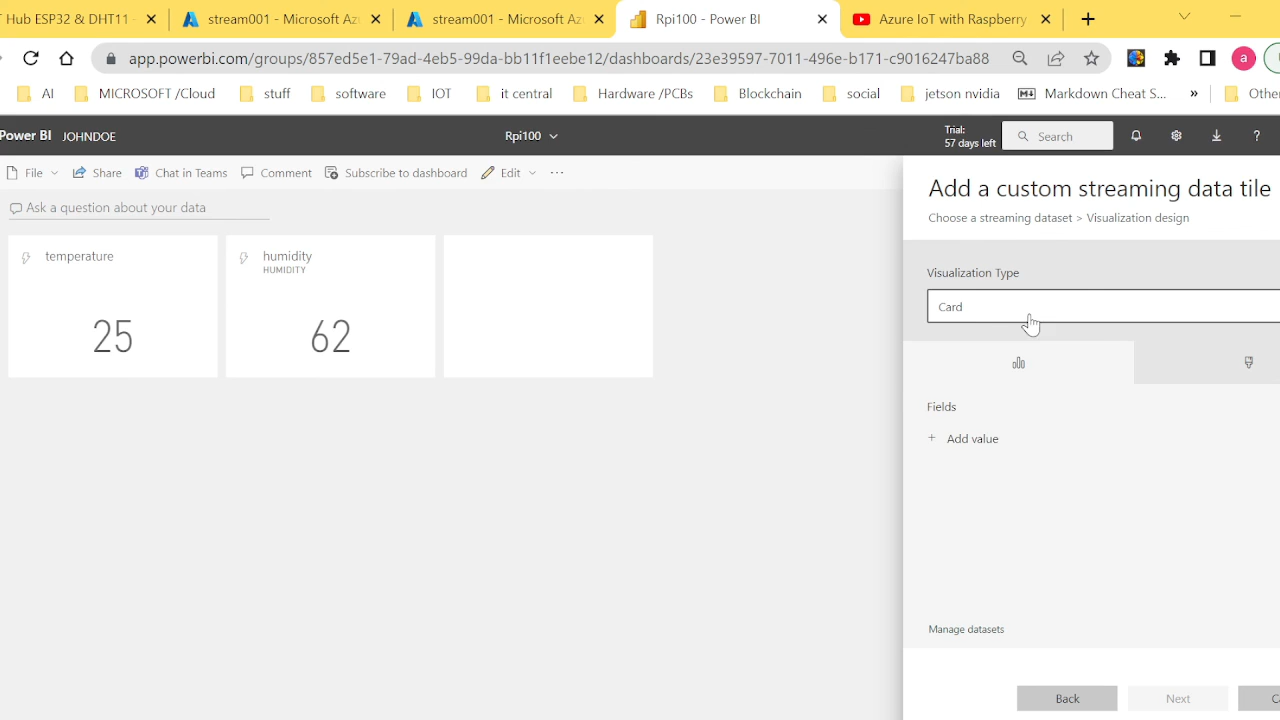 T Hub ESP32 & DHT11 stream001 - Microsoft Az stream001 - Microsoft Az Rpi100 - Power BI Azure IoT with Raspberry
app.powerbi.com/groups/857ed5e1-79ad-4eb5-99da-bb11f1eebe12/dashboards/23e39597-7011-496e-b171-c9016247ba88 a
AI MICROSOFT /Cloud stuff software IOT it central Hardware /PCBs Blockchain social jetson nvidia Markdown Cheat S... » Other
Power BI JOHNDOE Rpi100 Trial: 57 days left Search ?
File Share Chat in Teams Comment Subscribe to dashboard Edit ...
Ask a question about your data
temperature
25
humidity
HUMIDITY
62
Add a custom streaming data tile
Choose a streaming dataset > Visualization design
Visualization Type
Card
Fields
+ Add value
Manage datasets
Back Next Ca